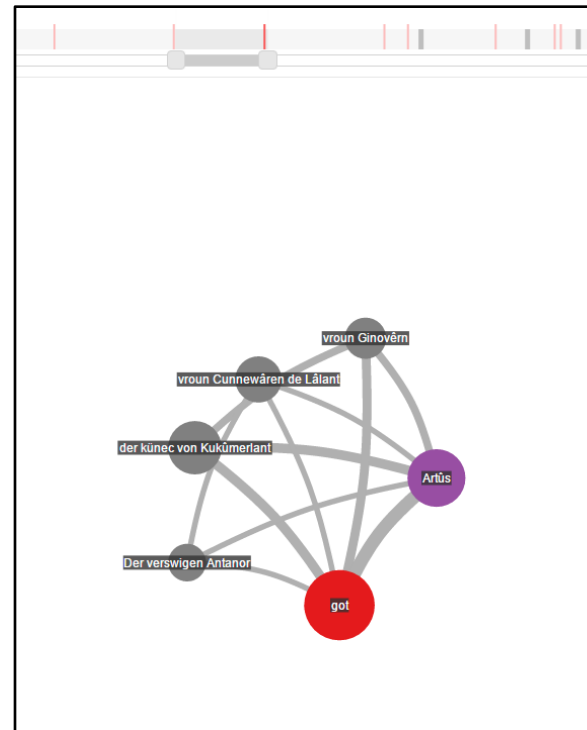 vroun Ginovêrn
vroun Cunnewâren de Lâlant
der künec von Kukûmerlant
Artûs
Der verswigen Antanor
got